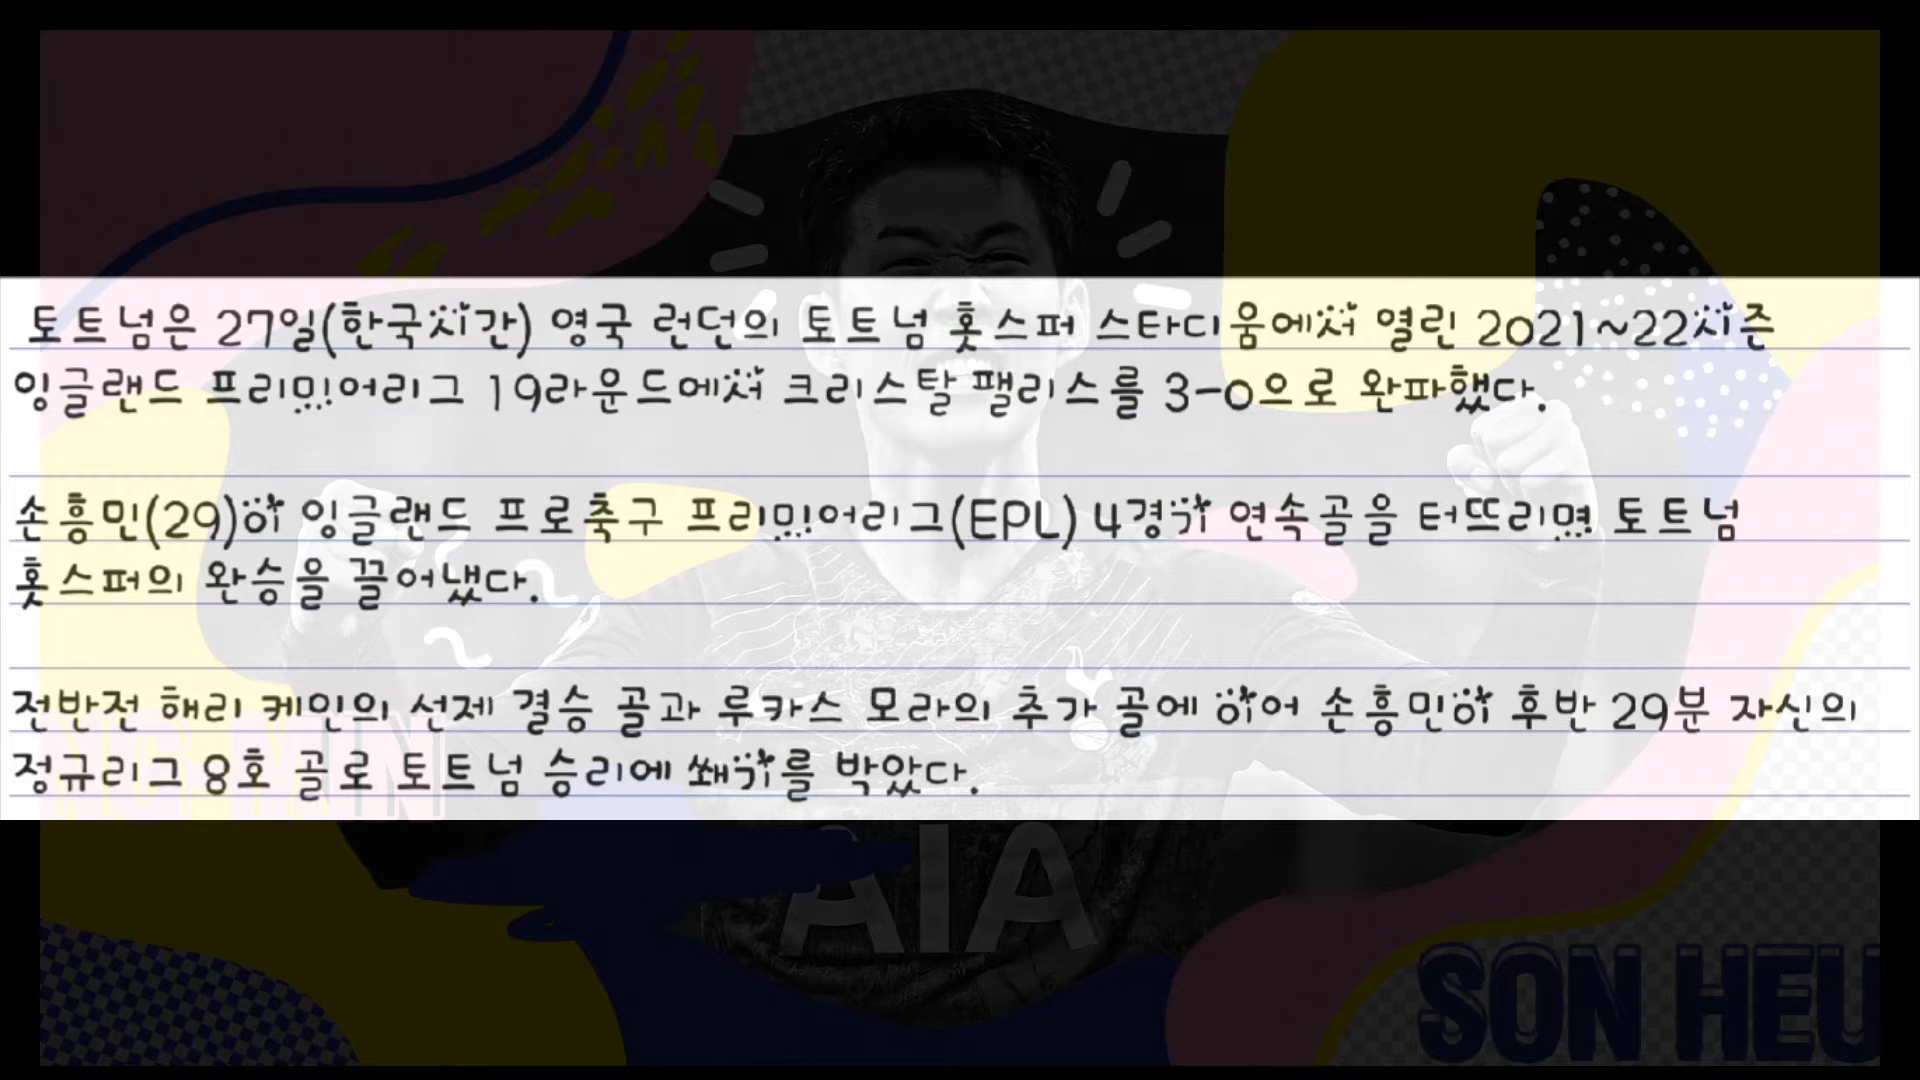 토트넘은 27일(한국시간) 영국 런던의 토트넘 홋스퍼 스타디움에서 열린 2021~22시즌
잉글랜드 프리미어리그 19라운드에서 크리스탈 팰리스를 3-0으로 완파했다.
손흥민(29)이 잉글랜드 프로축구 프리미어리그(EPL) 4경기 연속골을 터뜨리며 토트넘
홋스퍼의 완승을 끌어냈다.
전반전 해리 케인의 선제 결승 골과 루카스 모라의 추가 골에 이어 손흥민이 후반 29분 자신의
정규리그 8호 골로 토트넘 승리에 쐐기를 박았다.
AIA
SON HEU